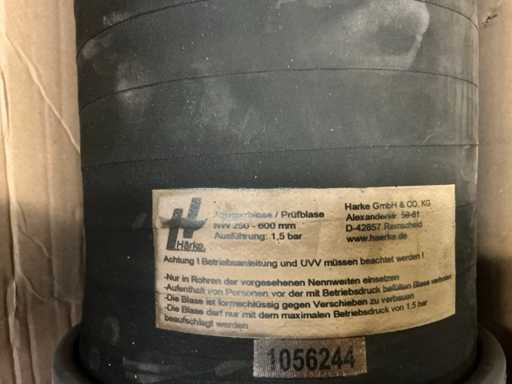 Härke
Absperrblase / Prüfblase
NW 250 - 600 mm
Ausführung: 1,5 bar
Harke GmbH & CO. KG
Alexanderstr. 59-61
D-42857 Remscheid
www.haerke.de
Achtung ! Betriebsanleitung und UVV müssen beachtet werden !
-Nur in Rohren der vorgesehenen Nennweiten einsetzen
-Aufenthalt von Personen vor der mit Betriebsdruck befüllten Blase verboten
-Die Blase ist formschlüssig gegen Verschieben zu verbauen
-Die Blase darf nur mit dem maximalen Betriebsdruck von 1,5 bar
beaufschlagt werden
1056244